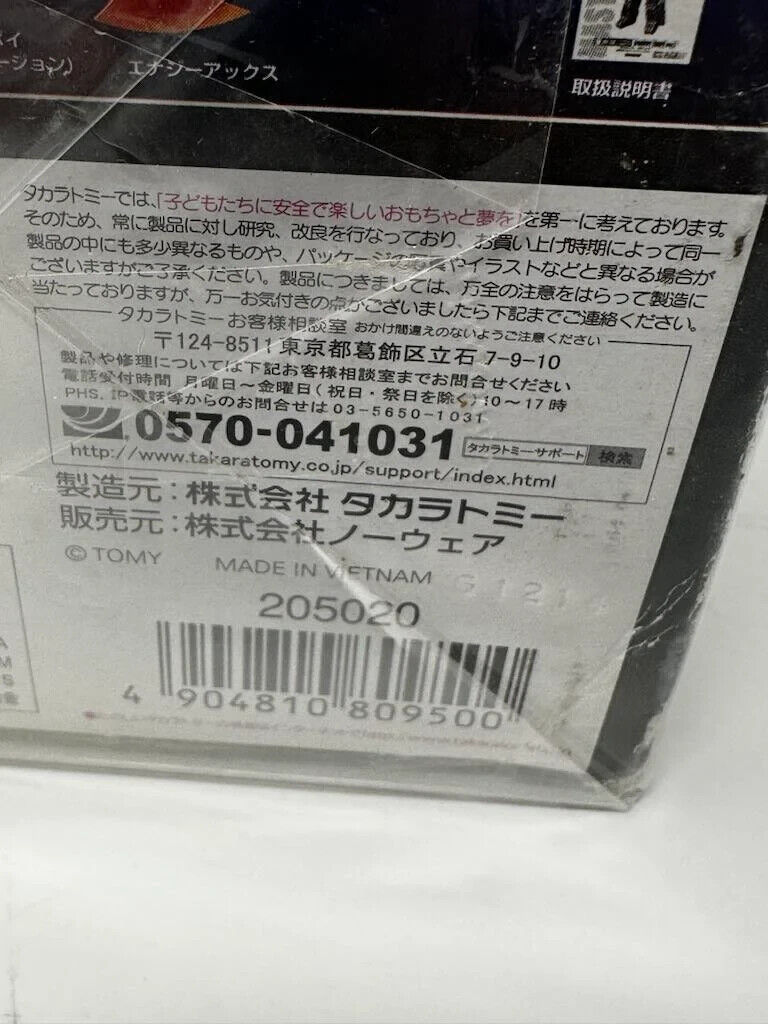 ーション)
エナジーアックス
取扱説明書
タカラトミーでは、「子どもたちに安全で楽しいおもちゃと夢を」を第一に考えております。
そのため、常に製品に対し研究、改良を行なっており、お買い上げ時期によって同一
製品の中にも多少異なるものや、パッケージの写真やイラストなどと異なる場合が
ございますがご了承ください。製品につきましては、万全の注意をはらって製造に
当たっておりますが、万一お気付きの点がございましたら下記までご連絡ください。
タカラトミーお客様相談室 おかけ間違えのないようご注意ください
〒124-8511 東京都葛飾区立石 7-9-10
製品や修理については下記お客様相談室までお問合せください
電話受付時間 月曜日〜金曜日(祝日・祭日を除く)10〜17時
PHS、IP電話等からのお問合せは 03-5650-1031
0570-041031 タカラトミーサポート 検索
http://www.takaratomy.co.jp/support/index.html
製造元:株式会社 タカラトミー
販売元:株式会社ノーウェア
© TOMY MADE IN VIETNAM
205020
4 904810 809500